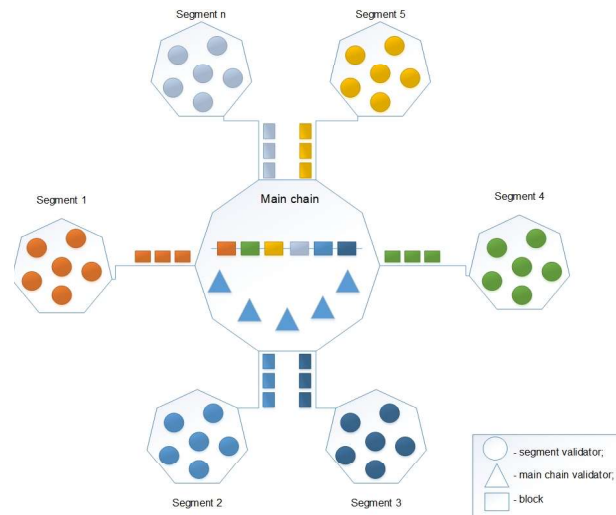 Segment n
Segment 5
Main chain
Segment 1
Segment 4
Segment 2
Segment 3
- segment validator;
- main chain validator;
- block